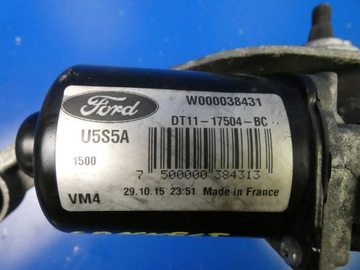 Ford
W000038431
DT11-17504-BC
U5S5A
1500
7 500000 384313
VM4
29.10.15 23:51 Made in France